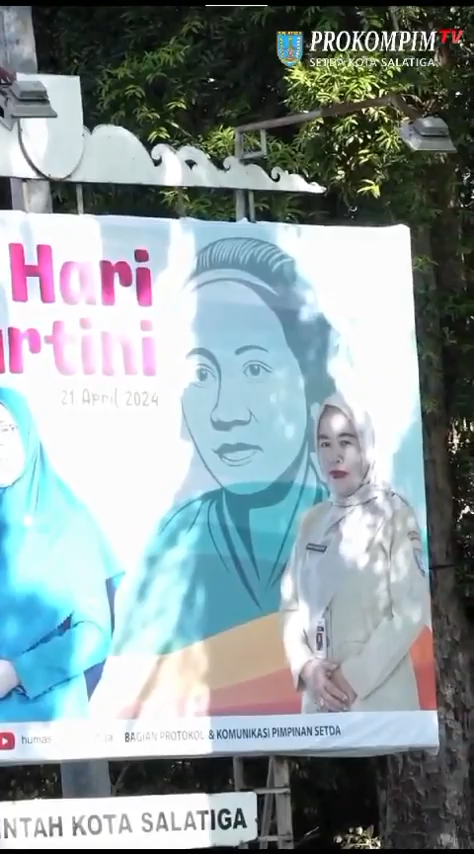 PROKOMPIM TV
SETDA KOTA SALATIGA
Hari
rtini
21 April 2024
humas
BAGIAN PROTOKOL & KOMUNIKASI PIMPINAN SETDA
NTAH KOTA SALATIGA